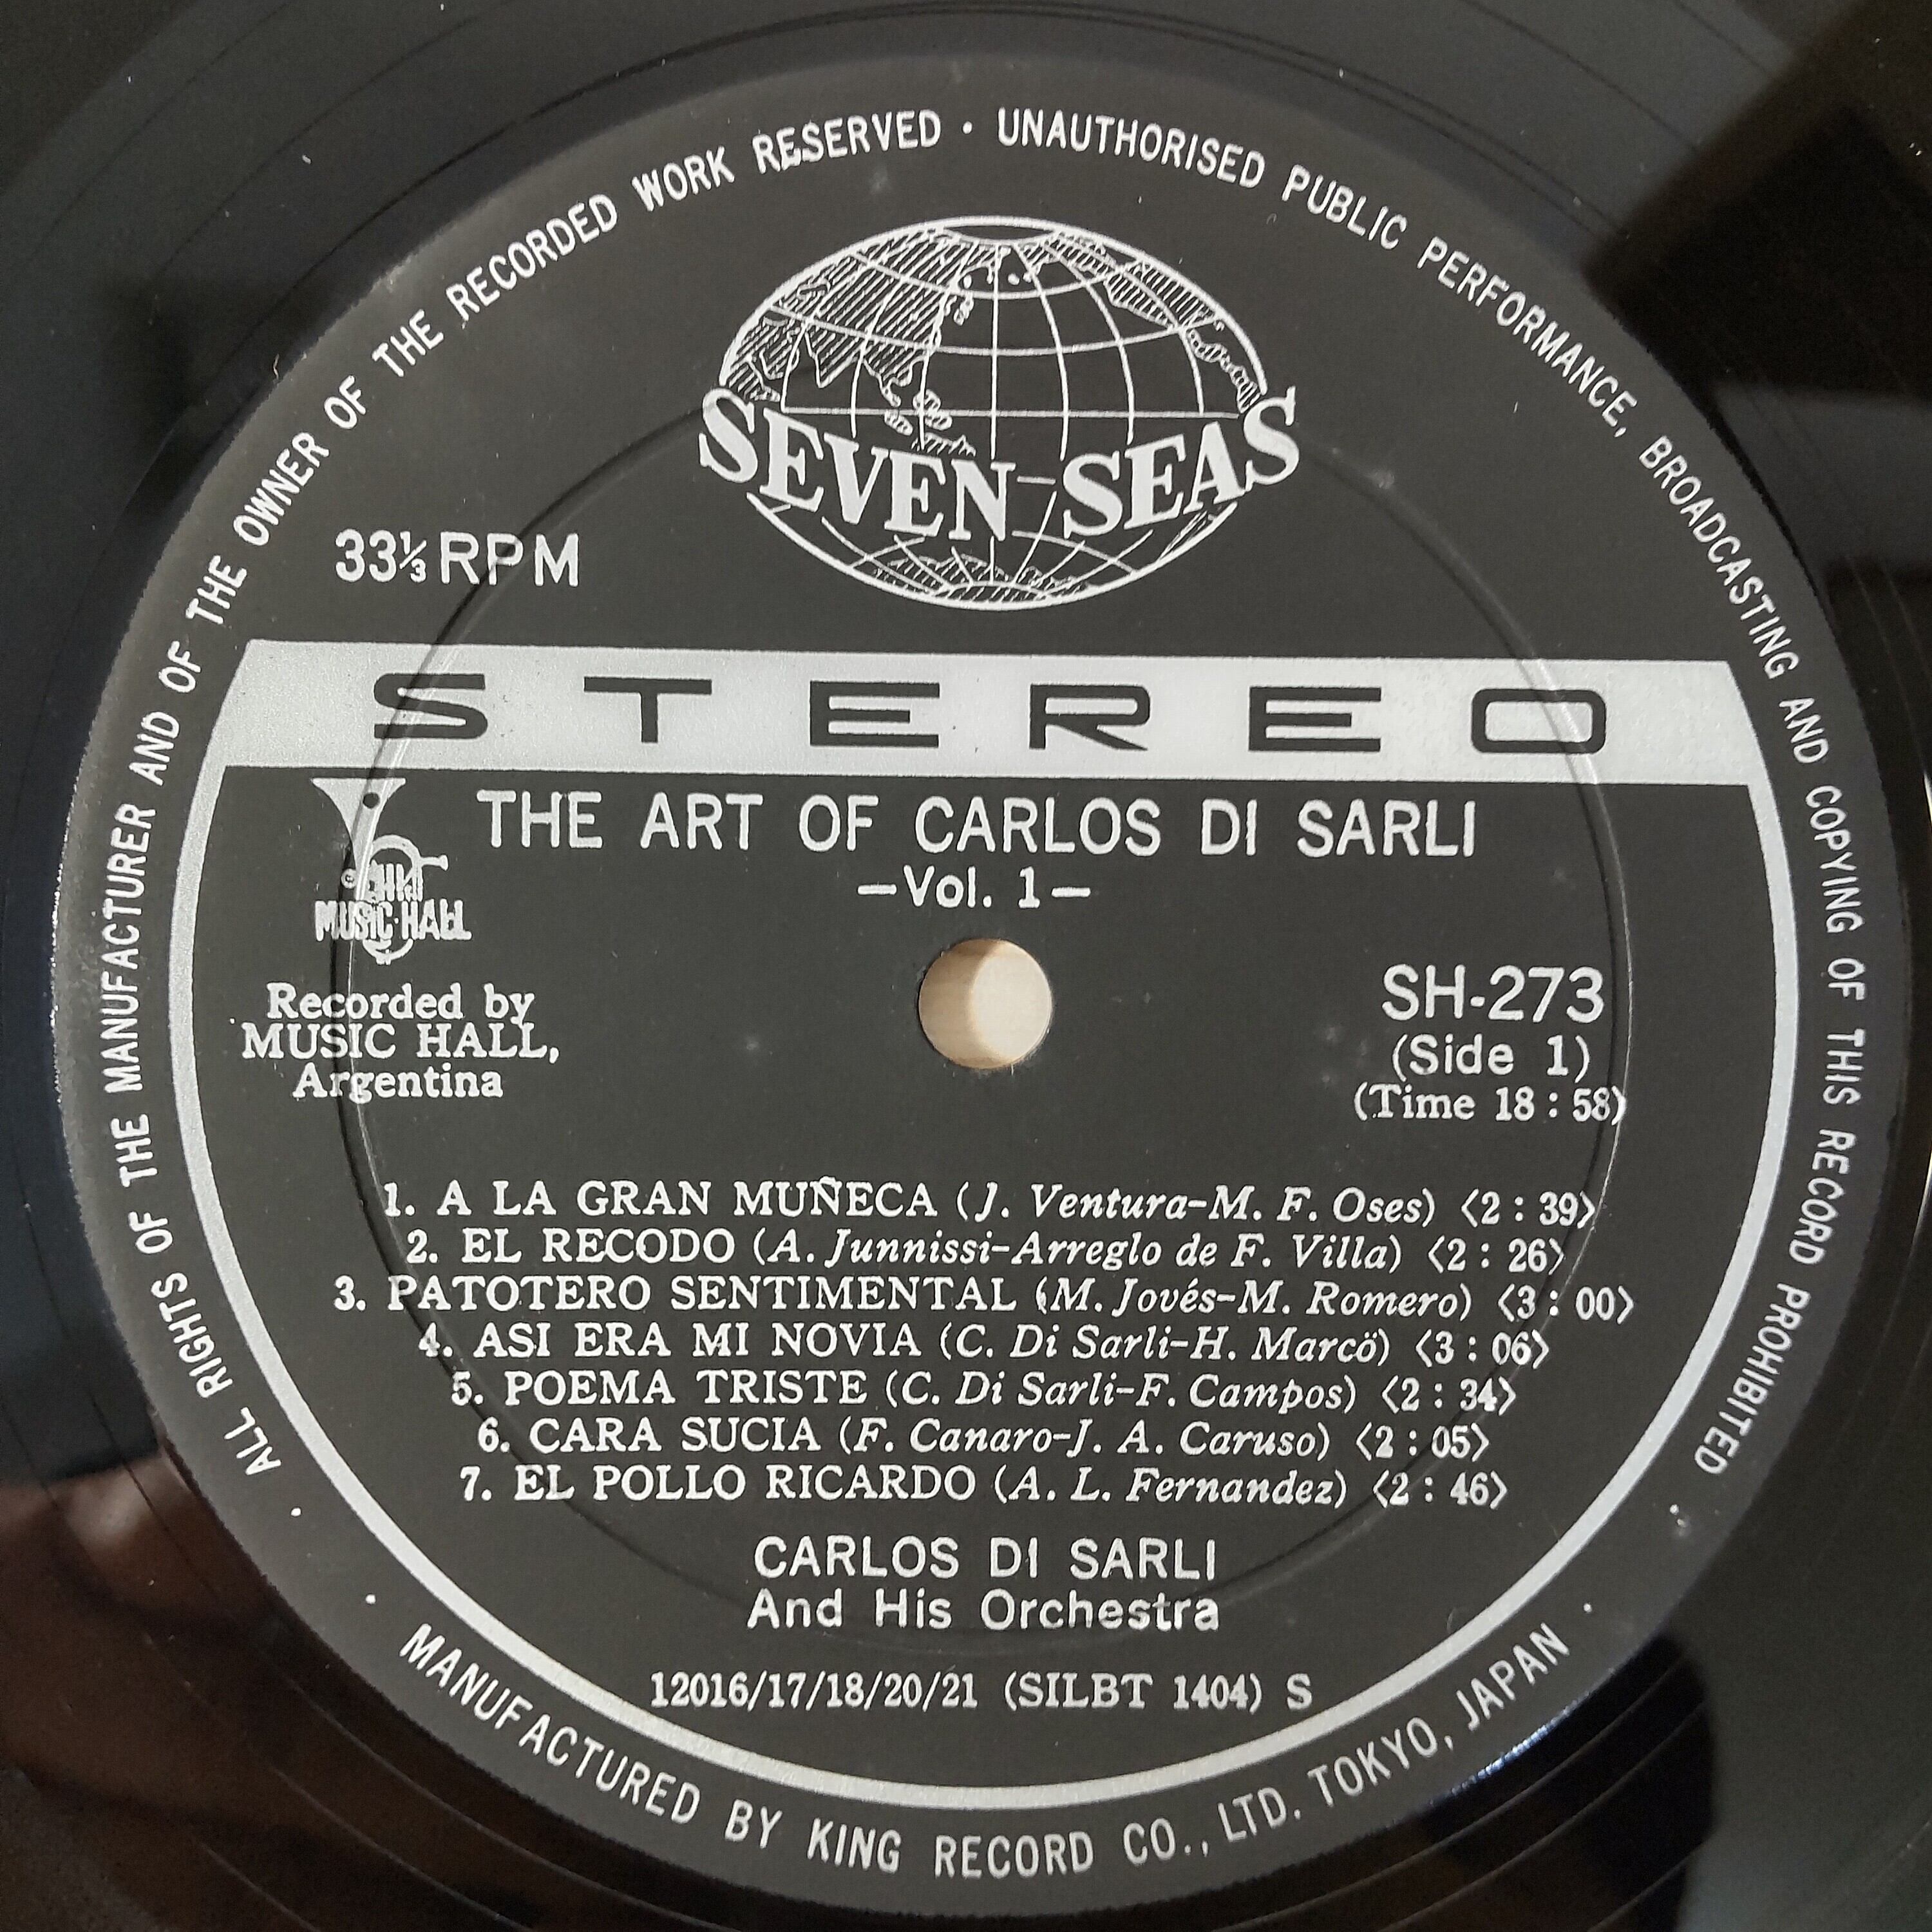 ALL RIGHTS OF THE MANUFACTURER AND OF THE OWNER OF THE RECORDED WORK RESERVED · UNAUTHORISED PUBLIC PERFORMANCE, BROADCASTING AND COPYING OF THIS RECORD PROHIBITED ·
SEVEN SEAS
33⅓ RPM
STEREO
THE ART OF CARLOS DI SARLI
—Vol. 1—
MUSIC HALL
Recorded by
MUSIC HALL,
Argentina
SH-273
(Side 1)
(Time 18 : 58)
1. A LA GRAN MUÑECA (J. Ventura-M. F. Oses) 〈2 : 39〉
2. EL RECODO (A. Junnissi-Arreglo de F. Villa) 〈2 : 26〉
3. PATOTERO SENTIMENTAL (M. Jovés-M. Romero) 〈3 : 00〉
4. ASI ERA MI NOVIA (C. Di Sarli-H. Marcö) 〈3 : 06〉
5. POEMA TRISTE (C. Di Sarli-F. Campos) 〈2 : 34〉
6. CARA SUCIA (F. Canaro-J. A. Caruso) 〈2 : 05〉
7. EL POLLO RICARDO (A. L. Fernandez) 〈2 : 46〉
CARLOS DI SARLI
And His Orchestra
12016/17/18/20/21 (SILBT 1404) S
· MANUFACTURED BY KING RECORD CO., LTD. TOKYO, JAPAN ·